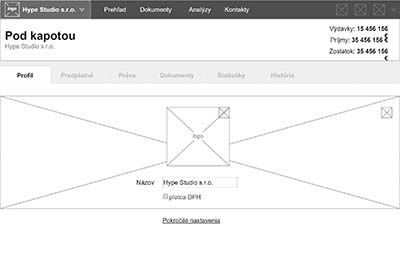 logo Hype Studio s.r.o. Prehľad Dokumenty Analýzy Kontakty
Pod kapotou
Hype Studio s.r.o.
Výdavky: 15 456 156
€
Príjmy: 35 456 156
Zostatok: 35 456 156
€
Profil Predplatné Práva Dokumenty Štatistiky História
logo
Názov Hype Studio s.r.o.
platca DPH
Pokročilé nastavenia